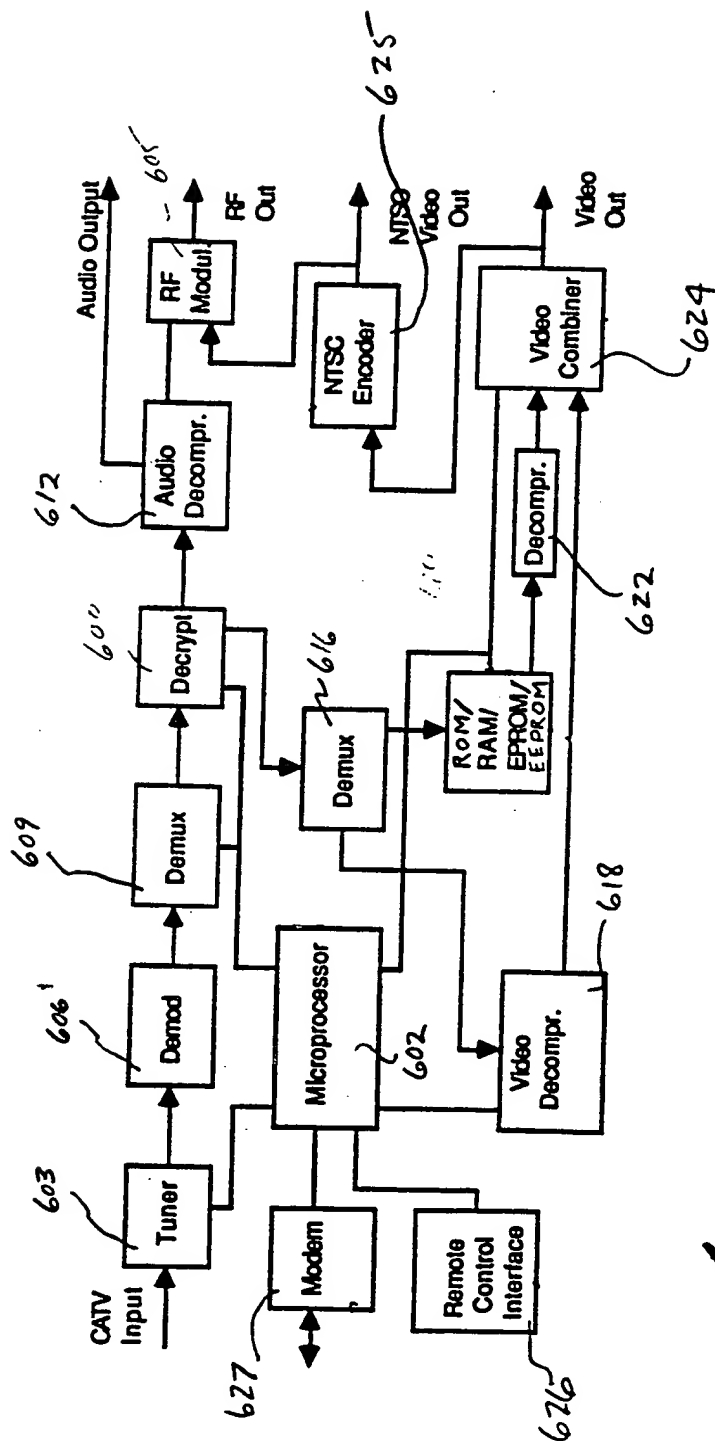 Audio Output
605
RF
Modul.
RF
Out
612
Audio
Decompr.
NTSC
Encoder
NTSC
Video Out
625
600
Decrypt
616
Demux
609
Demux
606
Demod
603
Tuner
CATV
Input
Microprocessor
602
627
Modem
Remote
Control
Interface
626
Video
Decompr.
618
ROM/
RAM/
EPROM/
EEPROM
Decompr.
622
Video
Combiner
624
Video
Out